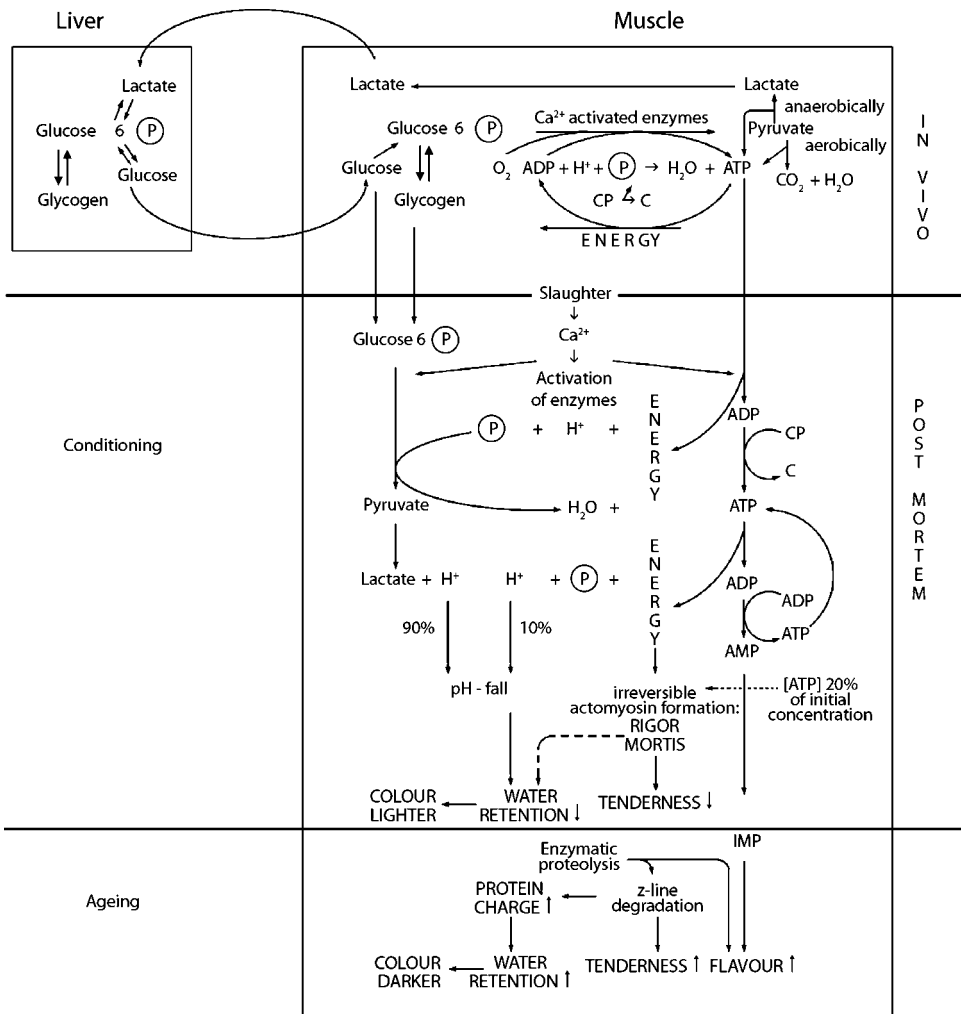 Liver
Muscle
Lactate
Glucose 6 P
Glucose
Glycogen
Lactate
Lactate
anaerobically
Pyruvate
aerobically
CO2 + H2O
Glucose 6 P
Glucose
Glycogen
Ca2+ activated enzymes
O2 ADP + H+ + P → H2O + ATP
CP C
ENERGY
IN VIVO
Slaughter
↓
Ca2+
↓
Activation
of enzymes
Glucose 6 P
Conditioning
P + H+ +
ENERGY
ADP
CP
C
Pyruvate
H2O +
ATP
Lactate + H+
H+ + P +
ENERGY
ADP
ADP
ATP
AMP
90%
10%
pH - fall
irreversible
actomyosin formation:
RIGOR
MORTIS
[ATP] 20%
of initial
concentration
COLOUR
LIGHTER
WATER
RETENTION ↓
TENDERNESS ↓
POST MORTEM
IMP
Enzymatic
proteolysis
Ageing
PROTEIN
CHARGE ↑
z-line
degradation
COLOUR
DARKER
WATER
RETENTION ↑
TENDERNESS ↑
FLAVOUR ↑